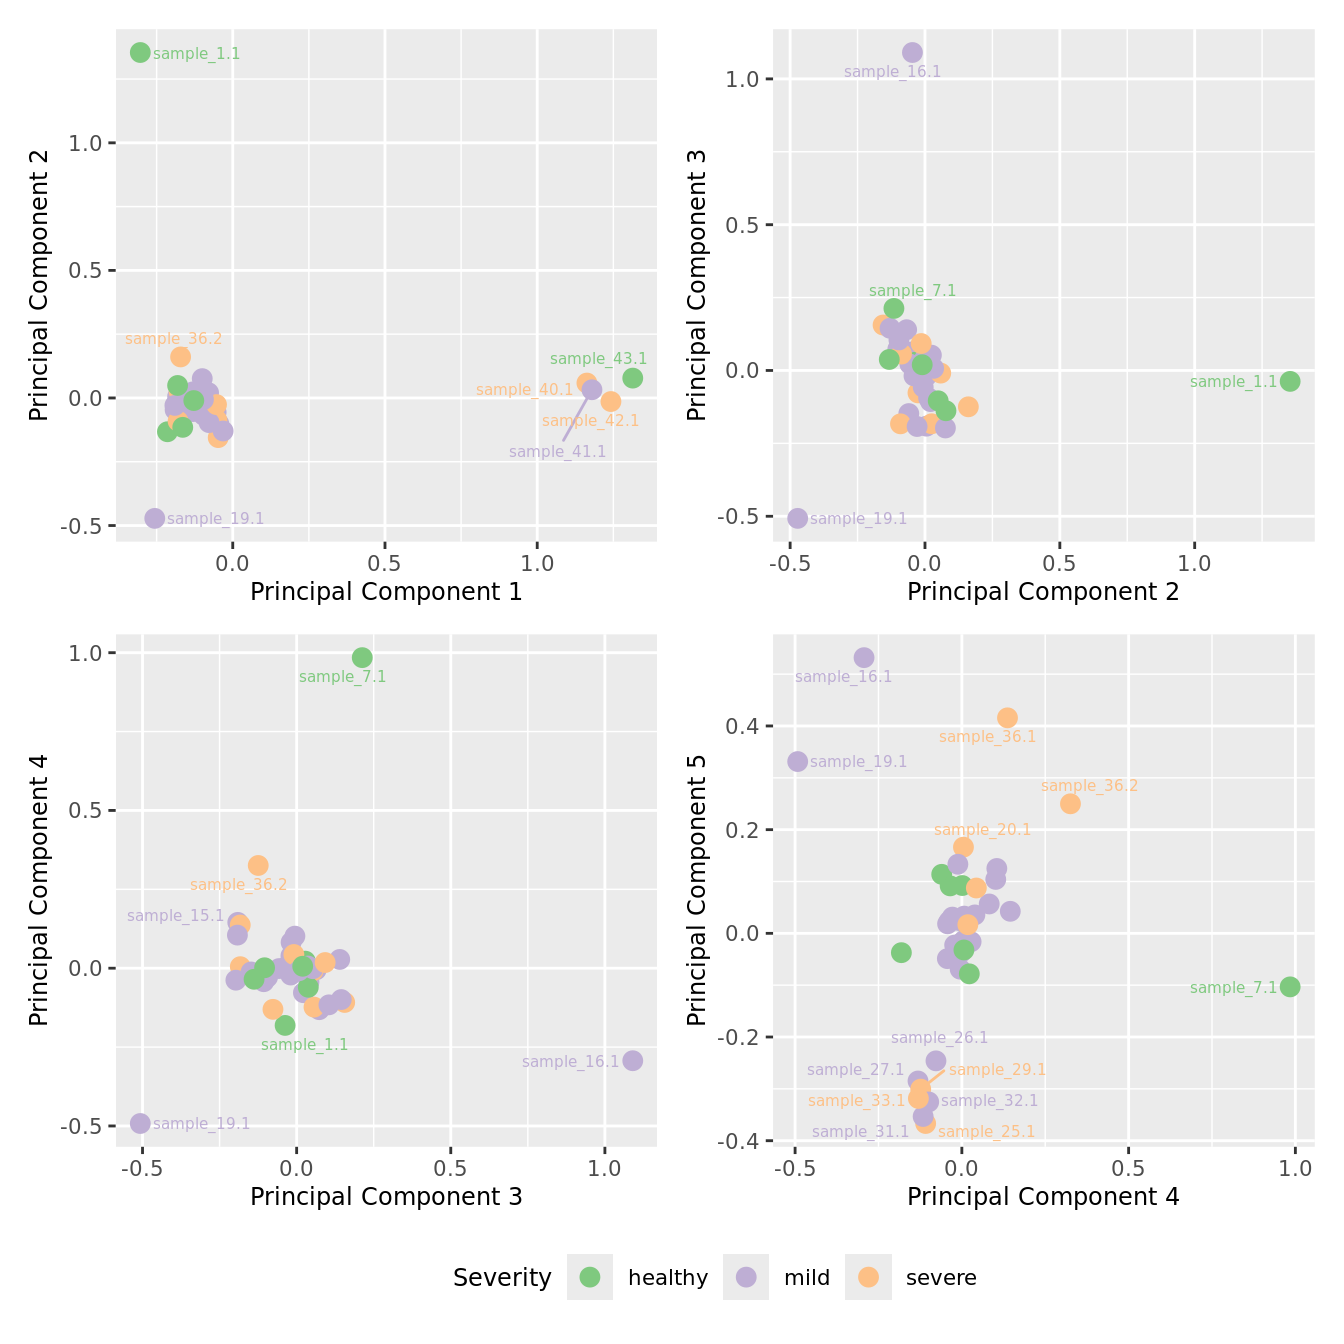 sample_1.1
sample_36.2
sample_43.1
sample_40.1
sample_42.1
sample_41.1
sample_19.1
1.0
0.5
0.0
-0.5
0.0
0.5
1.0
Principal Component 1
Principal Component 2
sample_16.1
sample_7.1
sample_1.1
sample_19.1
1.0
0.5
0.0
-0.5
-0.5
0.0
0.5
1.0
Principal Component 2
Principal Component 3
sample_7.1
sample_36.2
sample_15.1
sample_1.1
sample_16.1
sample_19.1
1.0
0.5
0.0
-0.5
-0.5
0.0
0.5
1.0
Principal Component 3
Principal Component 4
sample_16.1
sample_36.1
sample_19.1
sample_36.2
sample_20.1
sample_7.1
sample_26.1
sample_27.1
sample_29.1
sample_33.1
sample_32.1
sample_31.1
sample_25.1
0.4
0.2
0.0
-0.2
-0.4
-0.5
0.0
0.5
1.0
Principal Component 4
Principal Component 5
Severity healthy mild severe